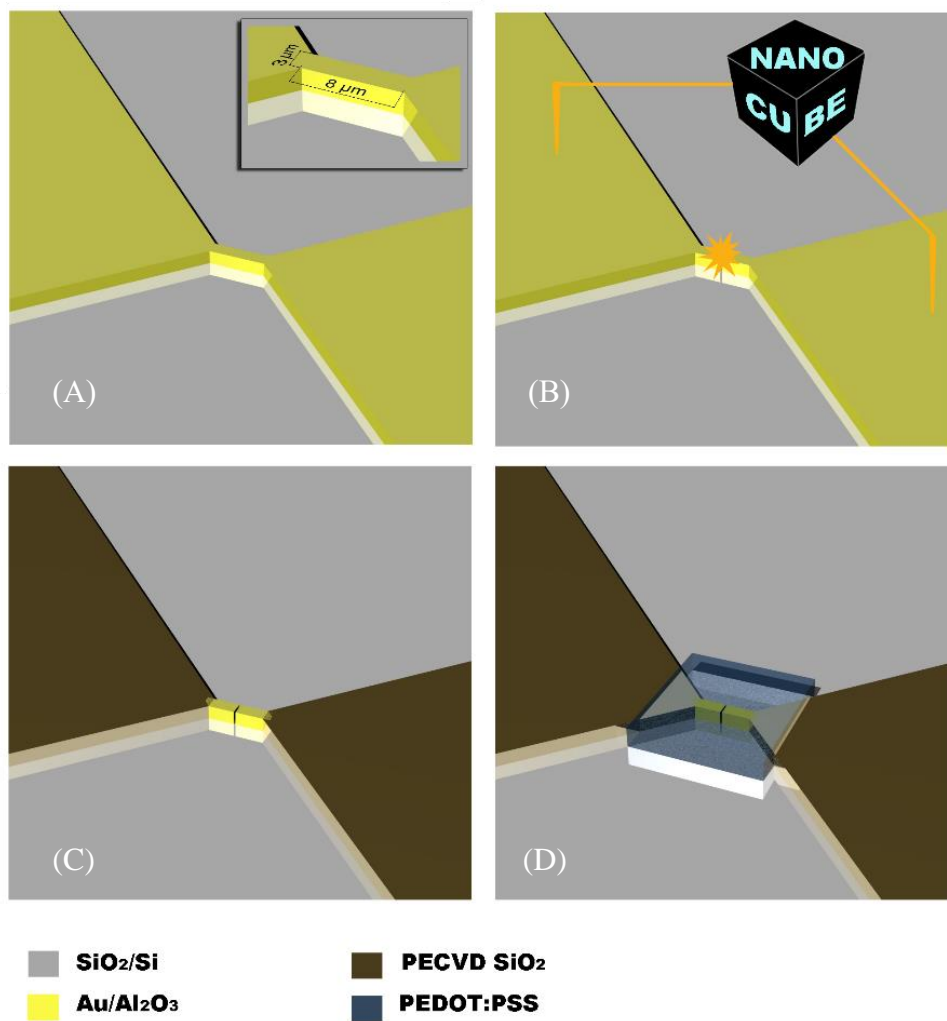 3 μm
8 μm
NANO
CU BE
(A)
(B)
(C)
(D)
SiO₂/Si
PECVD SiO₂
Au/Al₂O₃
PEDOT:PSS